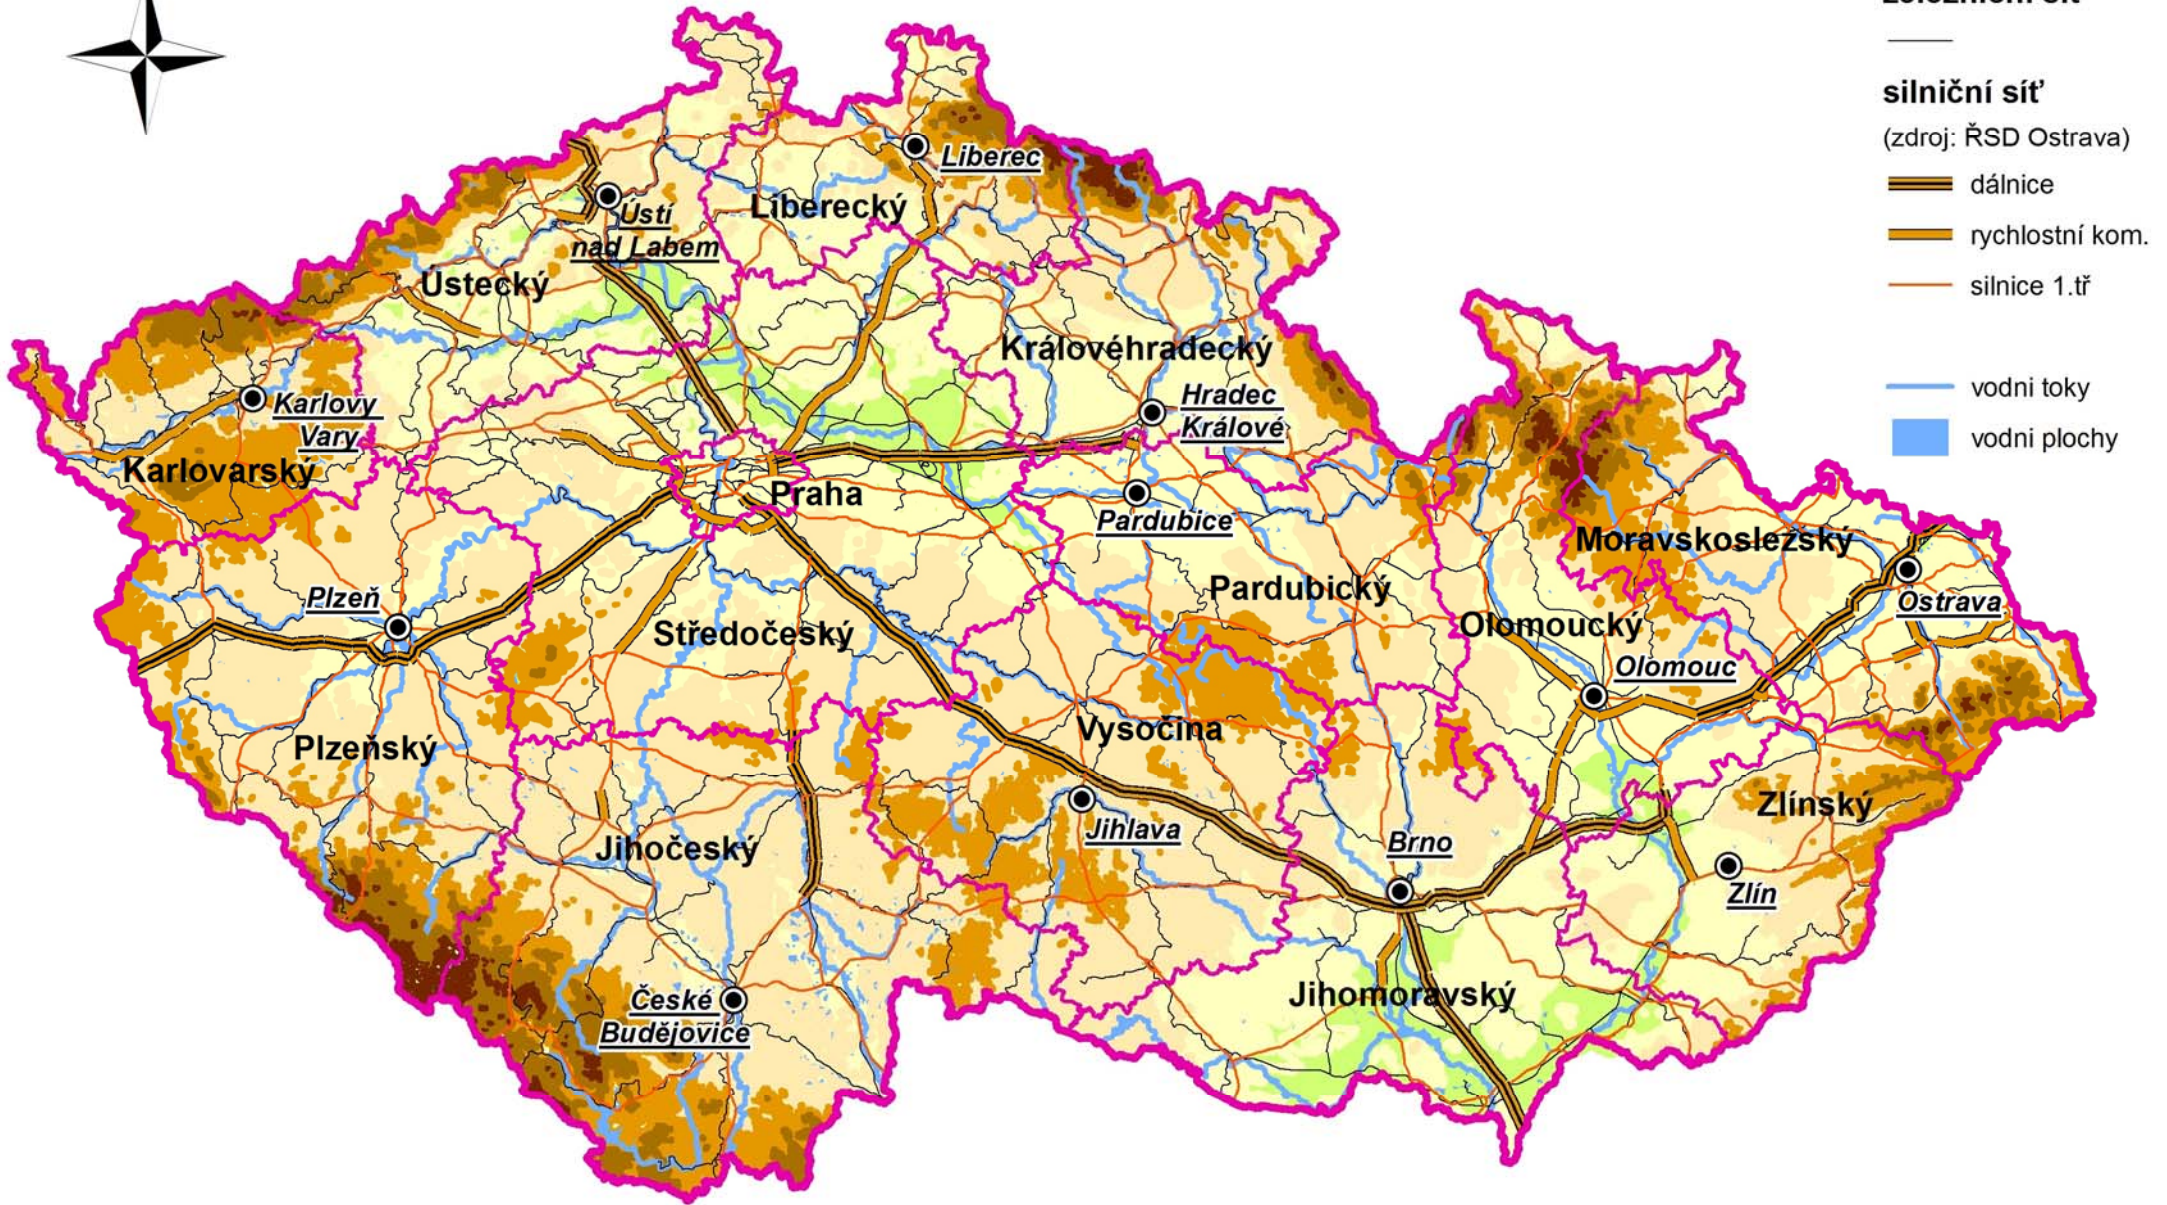 silniční síť
(zdroj: ŘSD Ostrava)
dálnice
rychlostní kom.
silnice 1.tř
vodni toky
vodni plochy
Liberec
Liberecký
Ústí
nad Labem
Ústecký
Královéhradecký
Hradec
Králové
Karlovy
Vary
Karlovarský
Praha
Pardubice
Moravskoslezský
Pardubický
Plzeň
Ostrava
Středočeský
Olomoucký
Olomouc
Vysočina
Plzeňský
Zlínský
Jihlava
Jihočeský
Brno
Zlín
Jihomoravský
České
Budějovice